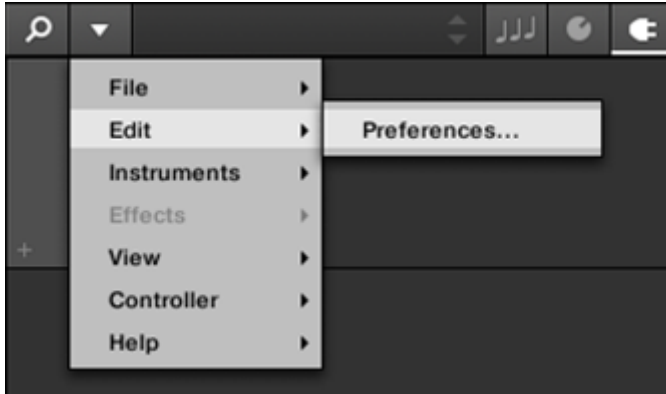 File
Edit
Preferences...
Instruments
Effects
View
Controller
Help